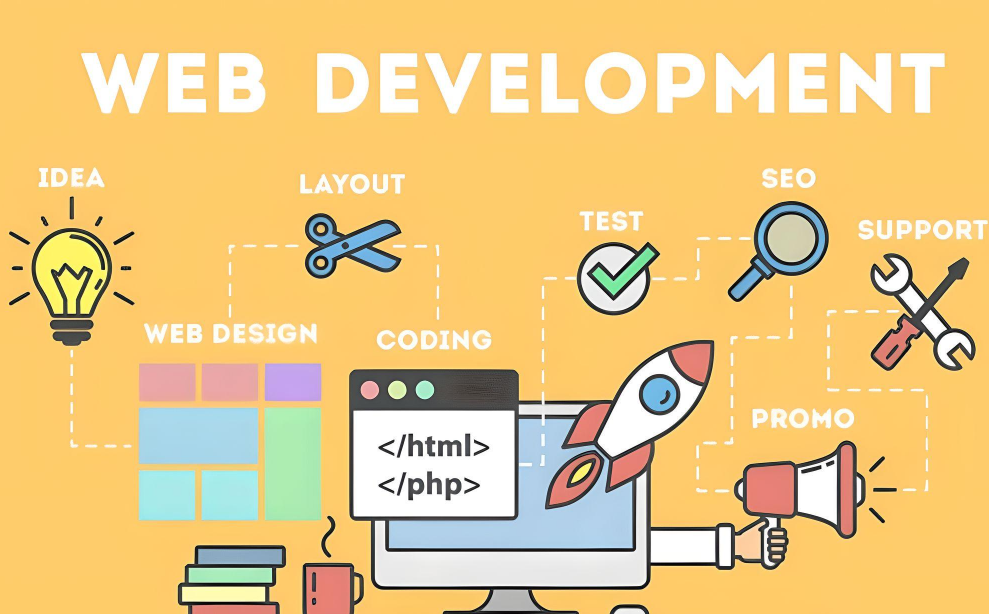 WEB DEVELOPMENT
IDEA
LAYOUT
TEST
SEO
SUPPORT
WEB DESIGN
CODING
</html>
</php>
PROMO